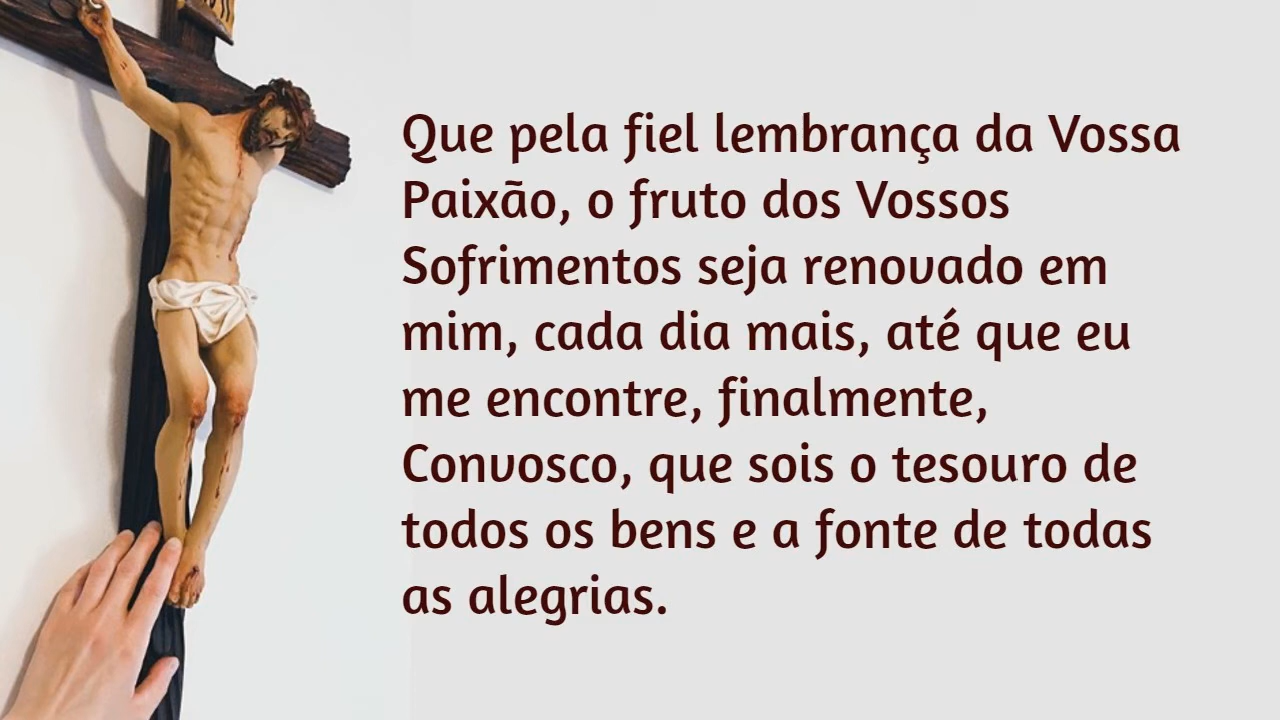 Que pela fiel lembrança da Vossa
Paixão, o fruto dos Vossos
Sofrimentos seja renovado em
mim, cada dia mais, até que eu
me encontre, finalmente,
Convosco, que sois o tesouro de
todos os bens e a fonte de todas
as alegrias.